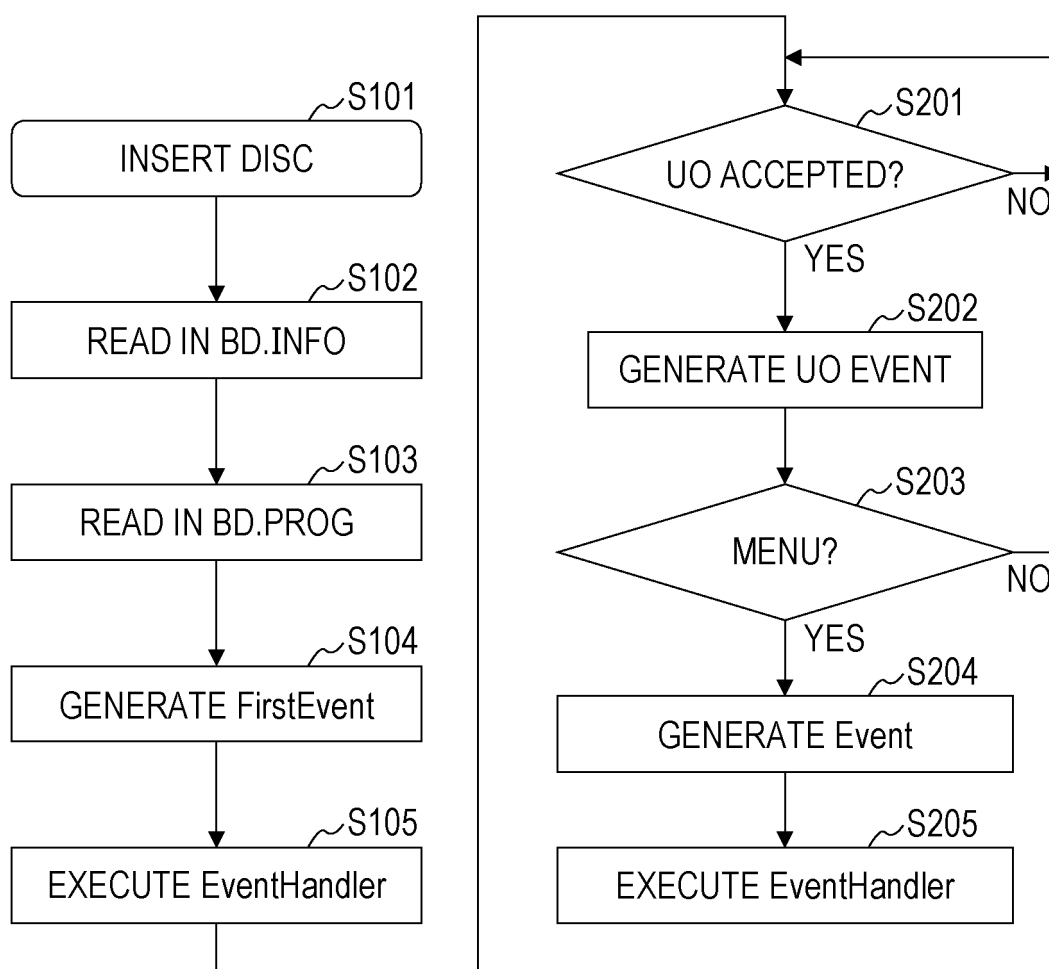 S101
INSERT DISC
S102
READ IN BD.INFO
S103
READ IN BD.PROG
S104
GENERATE FirstEvent
S105
EXECUTE EventHandler
S201
UO ACCEPTED?
NO
YES
S202
GENERATE UO EVENT
S203
MENU?
NO
YES
S204
GENERATE Event
S205
EXECUTE EventHandler